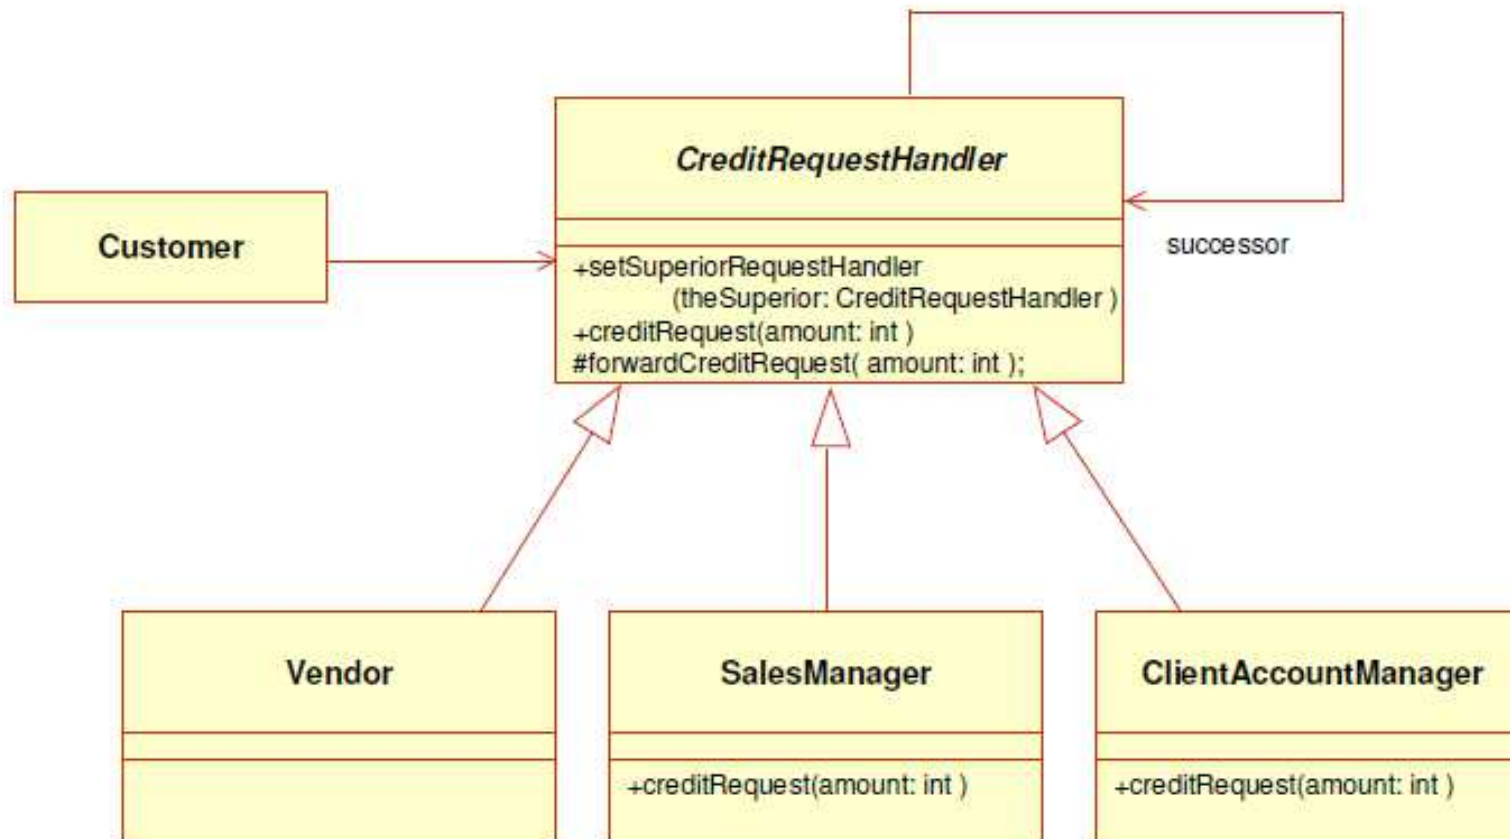 CreditRequestHandler
Customer
successor
+setSuperiorRequestHandler
(theSuperior: CreditRequestHandler )
+creditRequest(amount: int )
#forwardCreditRequest( amount: int );
Vendor
SalesManager
ClientAccountManager
+creditRequest(amount: int )
+creditRequest(amount: int )